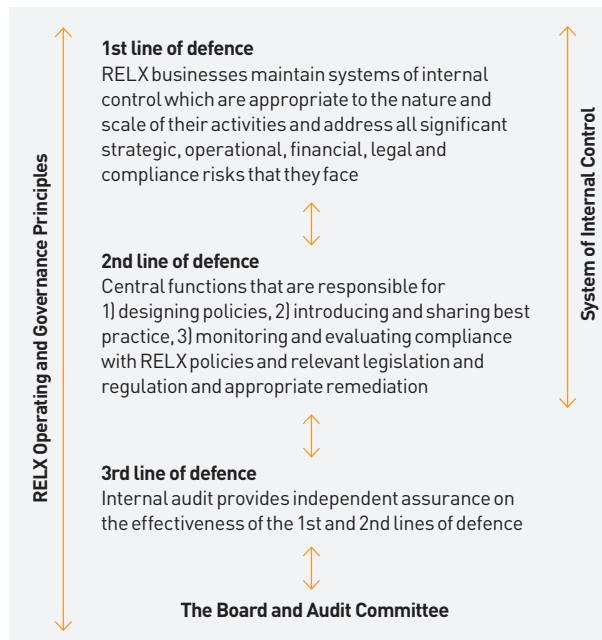 1st line of defence
RELX businesses maintain systems of internal
control which are appropriate to the nature and
scale of their activities and address all significant
strategic, operational, financial, legal and
compliance risks that they face
2nd line of defence
Central functions that are responsible for
1) designing policies, 2) introducing and sharing best
practice, 3) monitoring and evaluating compliance
with RELX policies and relevant legislation and
regulation and appropriate remediation
3rd line of defence
Internal audit provides independent assurance on
the effectiveness of the 1st and 2nd lines of defence
The Board and Audit Committee
RELX Operating and Governance Principles
System of Internal Control